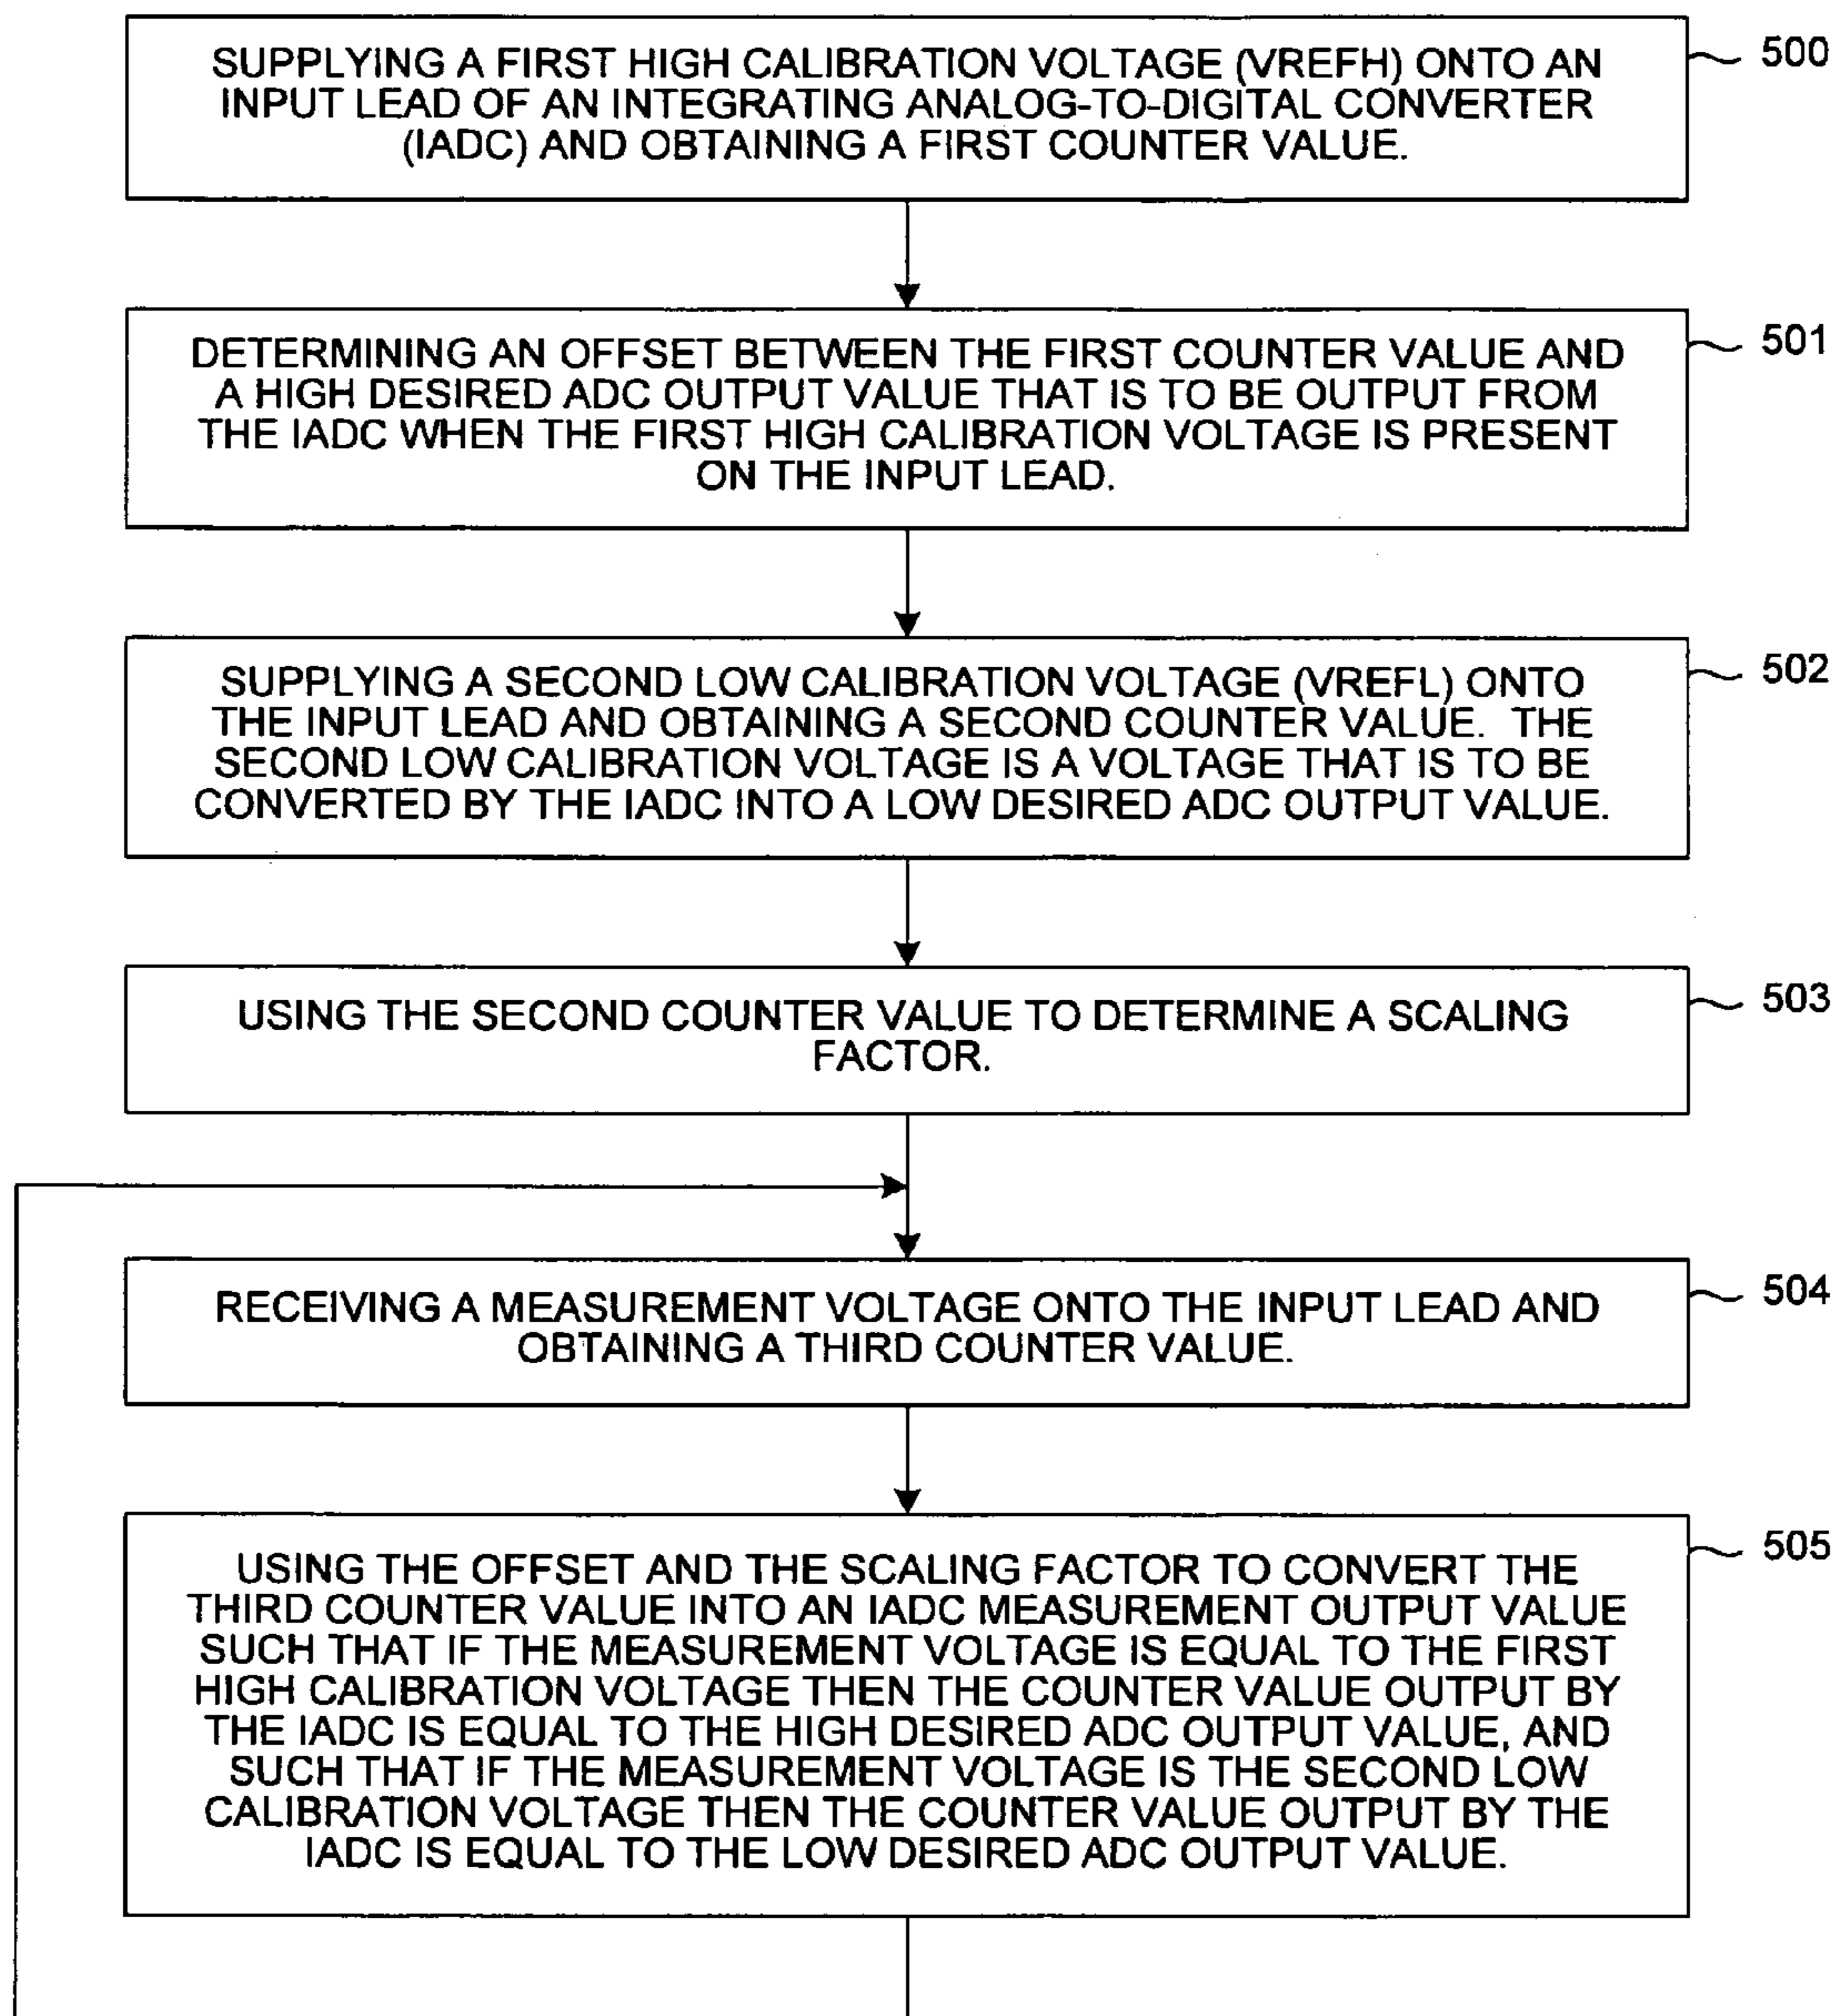 SUPPLYING A FIRST HIGH CALIBRATION VOLTAGE (VREFH) ONTO AN
INPUT LEAD OF AN INTEGRATING ANALOG-TO-DIGITAL CONVERTER
(IADC) AND OBTAINING A FIRST COUNTER VALUE.
500
DETERMINING AN OFFSET BETWEEN THE FIRST COUNTER VALUE AND
A HIGH DESIRED ADC OUTPUT VALUE THAT IS TO BE OUTPUT FROM
THE IADC WHEN THE FIRST HIGH CALIBRATION VOLTAGE IS PRESENT
ON THE INPUT LEAD.
501
SUPPLYING A SECOND LOW CALIBRATION VOLTAGE (VREFL) ONTO
THE INPUT LEAD AND OBTAINING A SECOND COUNTER VALUE. THE
SECOND LOW CALIBRATION VOLTAGE IS A VOLTAGE THAT IS TO BE
CONVERTED BY THE IADC INTO A LOW DESIRED ADC OUTPUT VALUE.
502
USING THE SECOND COUNTER VALUE TO DETERMINE A SCALING
FACTOR.
503
RECEIVING A MEASUREMENT VOLTAGE ONTO THE INPUT LEAD AND
OBTAINING A THIRD COUNTER VALUE.
504
USING THE OFFSET AND THE SCALING FACTOR TO CONVERT THE
THIRD COUNTER VALUE INTO AN IADC MEASUREMENT OUTPUT VALUE
SUCH THAT IF THE MEASUREMENT VOLTAGE IS EQUAL TO THE FIRST
HIGH CALIBRATION VOLTAGE THEN THE COUNTER VALUE OUTPUT BY
THE IADC IS EQUAL TO THE HIGH DESIRED ADC OUTPUT VALUE, AND
SUCH THAT IF THE MEASUREMENT VOLTAGE IS THE SECOND LOW
CALIBRATION VOLTAGE THEN THE COUNTER VALUE OUTPUT BY THE
IADC IS EQUAL TO THE LOW DESIRED ADC OUTPUT VALUE.
505